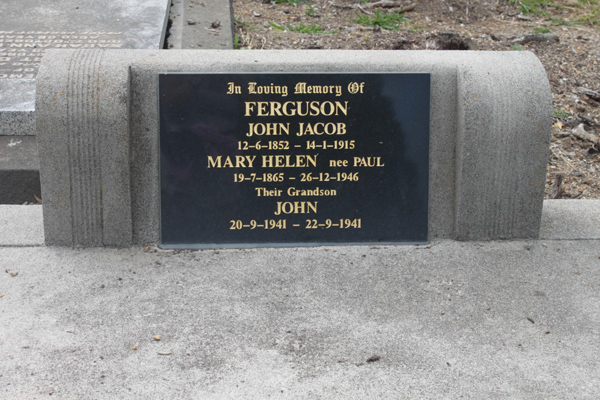 In Loving Memory Of
FERGUSON
JOHN JACOB
12-6-1852 - 14-1-1915
MARY HELEN nee PAUL
19-7-1865 - 26-12-1946
Their Grandson
JOHN
20-9-1941 - 22-9-1941